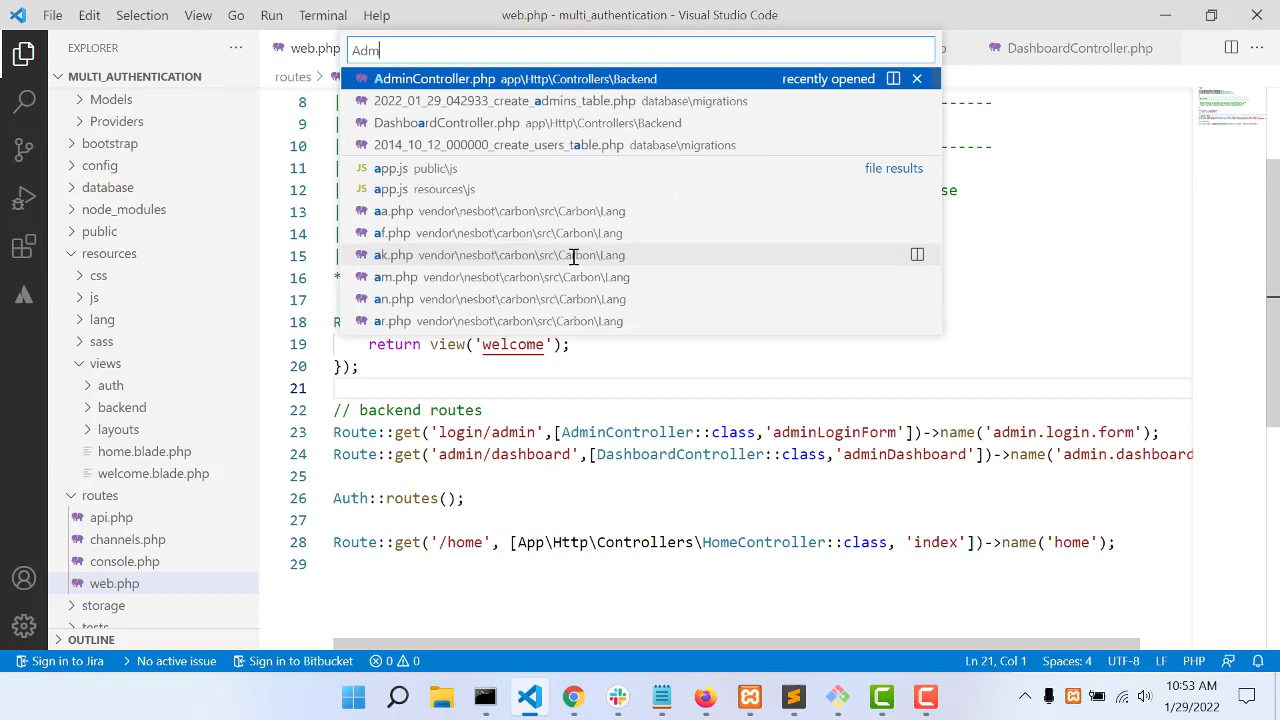 File Edit View Go Run Terminal Help web.php - multi_authentication - Visual Studio Code
EXPLORER ···
web.php
Adm
DashboardController.php ···
MULTI_AUTHENTICATION
routes >
AdminController.php app\Http\Controllers\Backend recently opened
2022_01_29_042933_create_admins_table.php database\migrations
DashboardController.php app\Http\Controllers\Backend
2014_10_12_000000_create_users_table.php database\migrations
JS app.js public\js file results
JS app.js resources\js
aa.php vendor\nesbot\carbon\src\Carbon\Lang
af.php vendor\nesbot\carbon\src\Carbon\Lang
ak.php vendor\nesbot\carbon\src\Carbon\Lang
am.php vendor\nesbot\carbon\src\Carbon\Lang
an.php vendor\nesbot\carbon\src\Carbon\Lang
ar.php vendor\nesbot\carbon\src\Carbon\Lang
Models
Providers
bootstrap
config
database
node_modules
public
resources
css
js
lang
sass
views
auth
backend
layouts
home.blade.php
welcome.blade.php
routes
api.php
channels.php
console.php
web.php
storage
tests
OUTLINE
8
9
10
11
12
13
14
15
16 *
17
18 R
19 return view('welcome');
20 });
21
22 // backend routes
23 Route::get('login/admin',[AdminController::class,'adminLoginForm'])->name('admin.login.form');
24 Route::get('admin/dashboard',[DashboardController::class,'adminDashboard'])->name('admin.dashboard
25
26 Auth::routes();
27
28 Route::get('/home', [App\Http\Controllers\HomeController::class, 'index'])->name('home');
29
Sign in to Jira No active issue Sign in to Bitbucket 0 0 Ln 21, Col 1 Spaces: 4 UTF-8 LF PHP
10:53 AM
1/29/2022